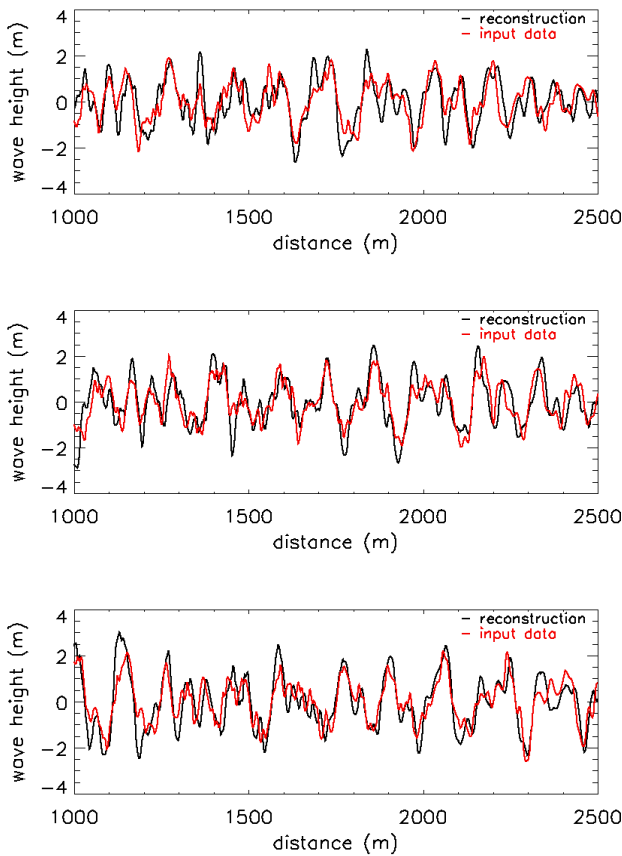 wave height (m)
4
2
0
−2
−4
reconstruction
input data
1000
1500
2000
2500
distance (m)
wave height (m)
4
2
0
−2
−4
reconstruction
input data
1000
1500
2000
2500
distance (m)
wave height (m)
4
2
0
−2
−4
reconstruction
input data
1000
1500
2000
2500
distance (m)